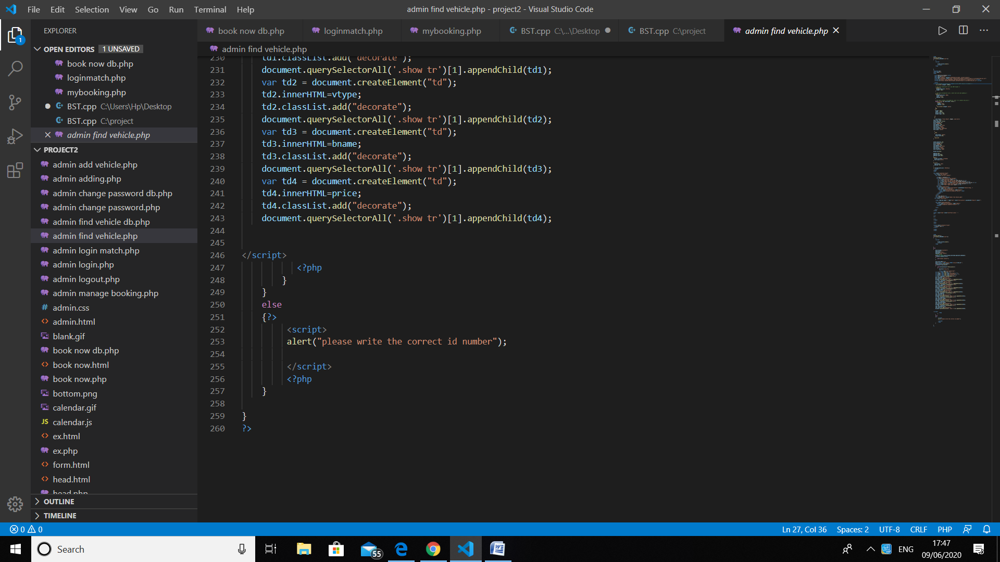 File Edit Selection View Go Run Terminal Help
admin find vehicle.php - project2 - Visual Studio Code
EXPLORER
OPEN EDITORS 1 UNSAVED
book now db.php
loginmatch.php
mybooking.php
BST.cpp C:\Users\Hp\Desktop
BST.cpp C:\project
admin find vehicle.php
PROJECT2
admin add vehicle.php
admin adding.php
admin change password db.php
admin change password.php
admin find vehicle db.php
admin find vehicle.php
admin login match.php
admin login.php
admin logout.php
admin manage booking.php
# admin.css
<> admin.html
blank.gif
book now db.php
<> book now.html
book now.php
bottom.png
calendar.gif
JS calendar.js
<> ex.html
ex.php
<> form.html
<> head.html
head.php
OUTLINE
TIMELINE
book now db.php loginmatch.php mybooking.php BST.cpp C:\...\Desktop BST.cpp C:\project admin find vehicle.php
admin find vehicle.php
230 td1.classList.add("decorate");
231 document.querySelectorAll('.show tr')[1].appendChild(td1);
232 var td2 = document.createElement("td");
233 td2.innerHTML=vtype;
234 td2.classList.add("decorate");
235 document.querySelectorAll('.show tr')[1].appendChild(td2);
236 var td3 = document.createElement("td");
237 td3.innerHTML=bname;
238 td3.classList.add("decorate");
239 document.querySelectorAll('.show tr')[1].appendChild(td3);
240 var td4 = document.createElement("td");
241 td4.innerHTML=price;
242 td4.classList.add("decorate");
243 document.querySelectorAll('.show tr')[1].appendChild(td4);
244
245
246 </script>
247 <?php
248 }
249 }
250 else
251 {?>
252 <script>
253 alert("please write the correct id number");
254
255 </script>
256 <?php
257 }
258
259 }
260 ?>
0 0
Ln 27, Col 36 Spaces: 2 UTF-8 CRLF PHP
Search
55
ENG
17:47
09/06/2020